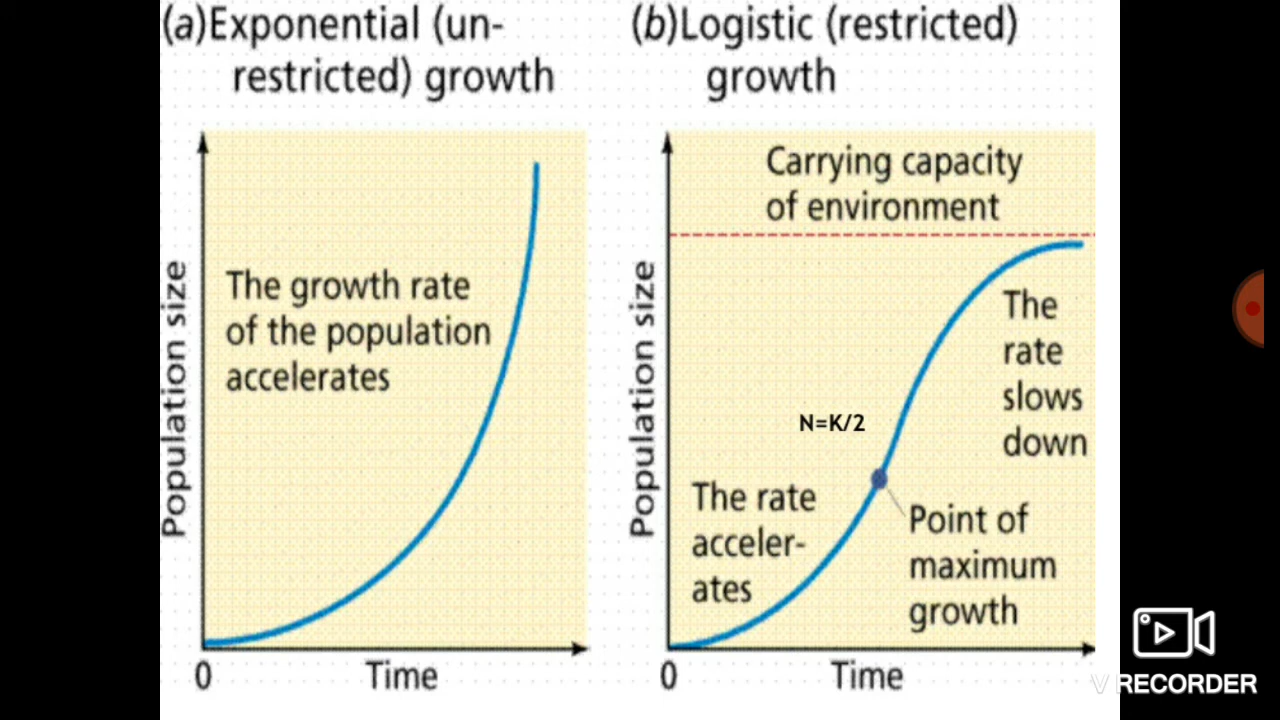 (a)Exponential (un-
restricted) growth
Population size
The growth rate
of the population
accelerates
0
Time
(b)Logistic (restricted)
growth
Population size
Carrying capacity
of environment
The
rate
slows
down
N=K/2
The rate
acceler-
ates
Point of
maximum
growth
0
Time
V RECORDER